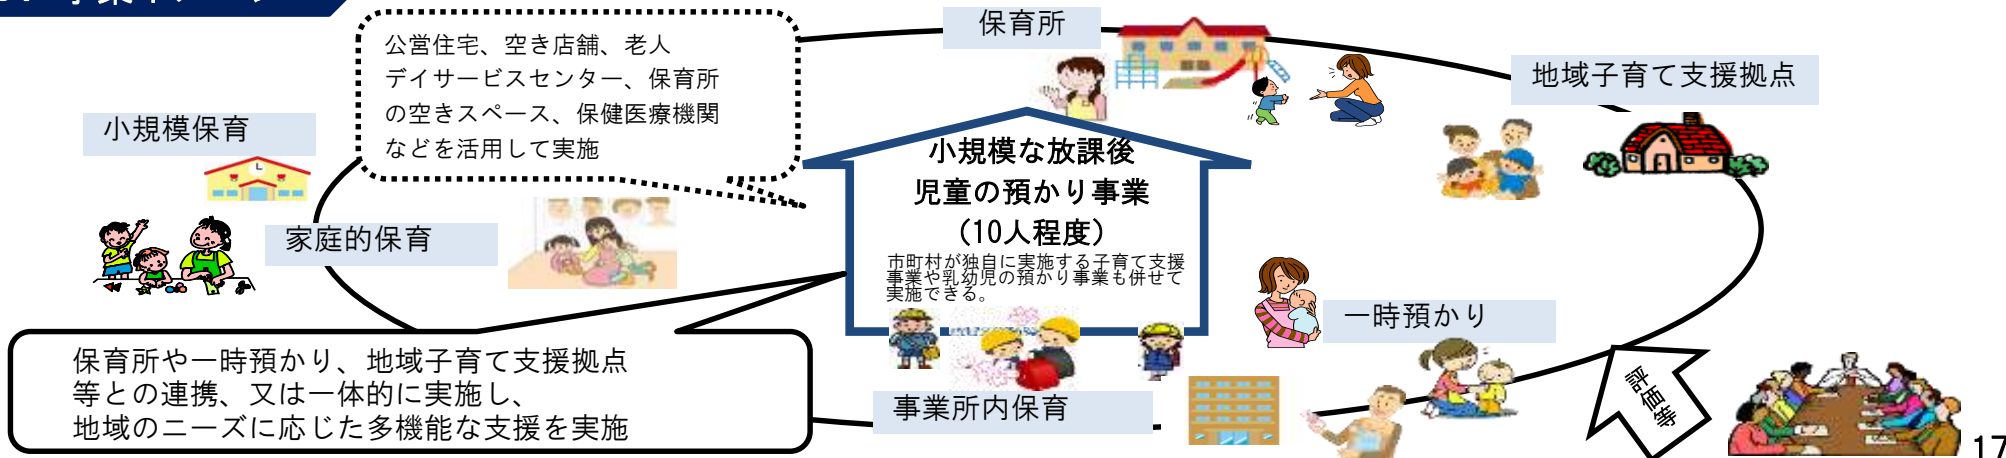 公営住宅、空き店舗、老人
デイサービスセンター、保育所
の空きスペース、保健医療機関
などを活用して実施
保育所
地域子育て支援拠点
小規模保育
家庭的保育
小規模な放課後
児童の預かり事業
（10人程度）
市町村が独自に実施する子育て支援
事業や乳幼児の預かり事業も併せて
実施できる。
一時預かり
保育所や一時預かり、地域子育て支援拠点
等との連携、又は一体的に実施し、
地域のニーズに応じた多機能な支援を実施
事業所内保育
評価等
17